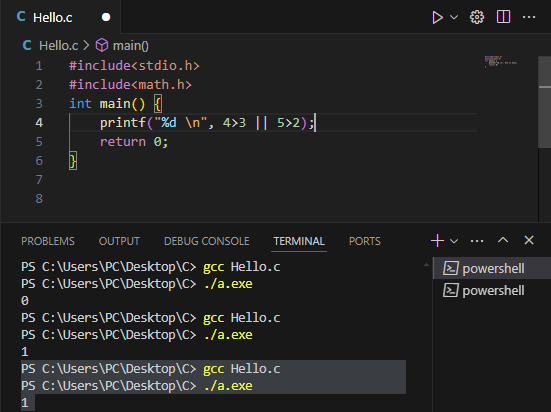 C Hello.c
C Hello.c > main()
1 #include<stdio.h>
2 #include<math.h>
3 int main() {
4 printf("%d \n", 4>3 || 5>2);
5 return 0;
6 }
7
8
PROBLEMS OUTPUT DEBUG CONSOLE TERMINAL PORTS
PS C:\Users\PC\Desktop\C> gcc Hello.c
PS C:\Users\PC\Desktop\C> ./a.exe
0
PS C:\Users\PC\Desktop\C> gcc Hello.c
PS C:\Users\PC\Desktop\C> ./a.exe
1
PS C:\Users\PC\Desktop\C> gcc Hello.c
PS C:\Users\PC\Desktop\C> ./a.exe
1
powershell
powershell